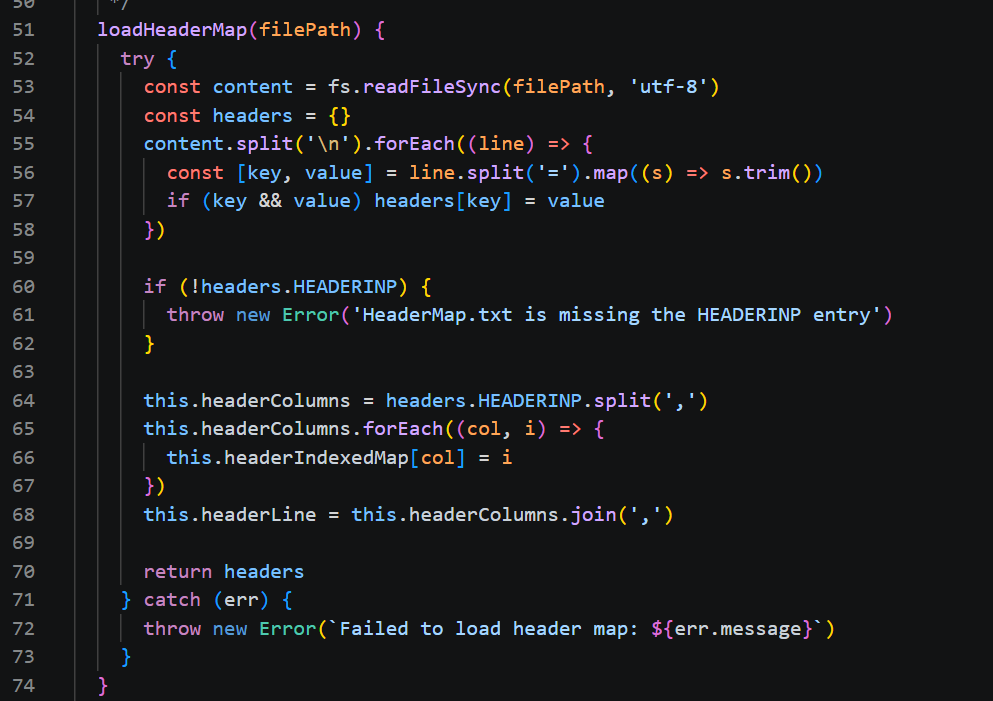 50 */
51 loadHeaderMap(filePath) {
52 try {
53 const content = fs.readFileSync(filePath, 'utf-8')
54 const headers = {}
55 content.split('\n').forEach((line) => {
56 const [key, value] = line.split('=').map((s) => s.trim())
57 if (key && value) headers[key] = value
58 })
59
60 if (!headers.HEADERINP) {
61 throw new Error('HeaderMap.txt is missing the HEADERINP entry')
62 }
63
64 this.headerColumns = headers.HEADERINP.split(',')
65 this.headerColumns.forEach((col, i) => {
66 this.headerIndexedMap[col] = i
67 })
68 this.headerLine = this.headerColumns.join(',')
69
70 return headers
71 } catch (err) {
72 throw new Error(`Failed to load header map: ${err.message}`)
73 }
74 }